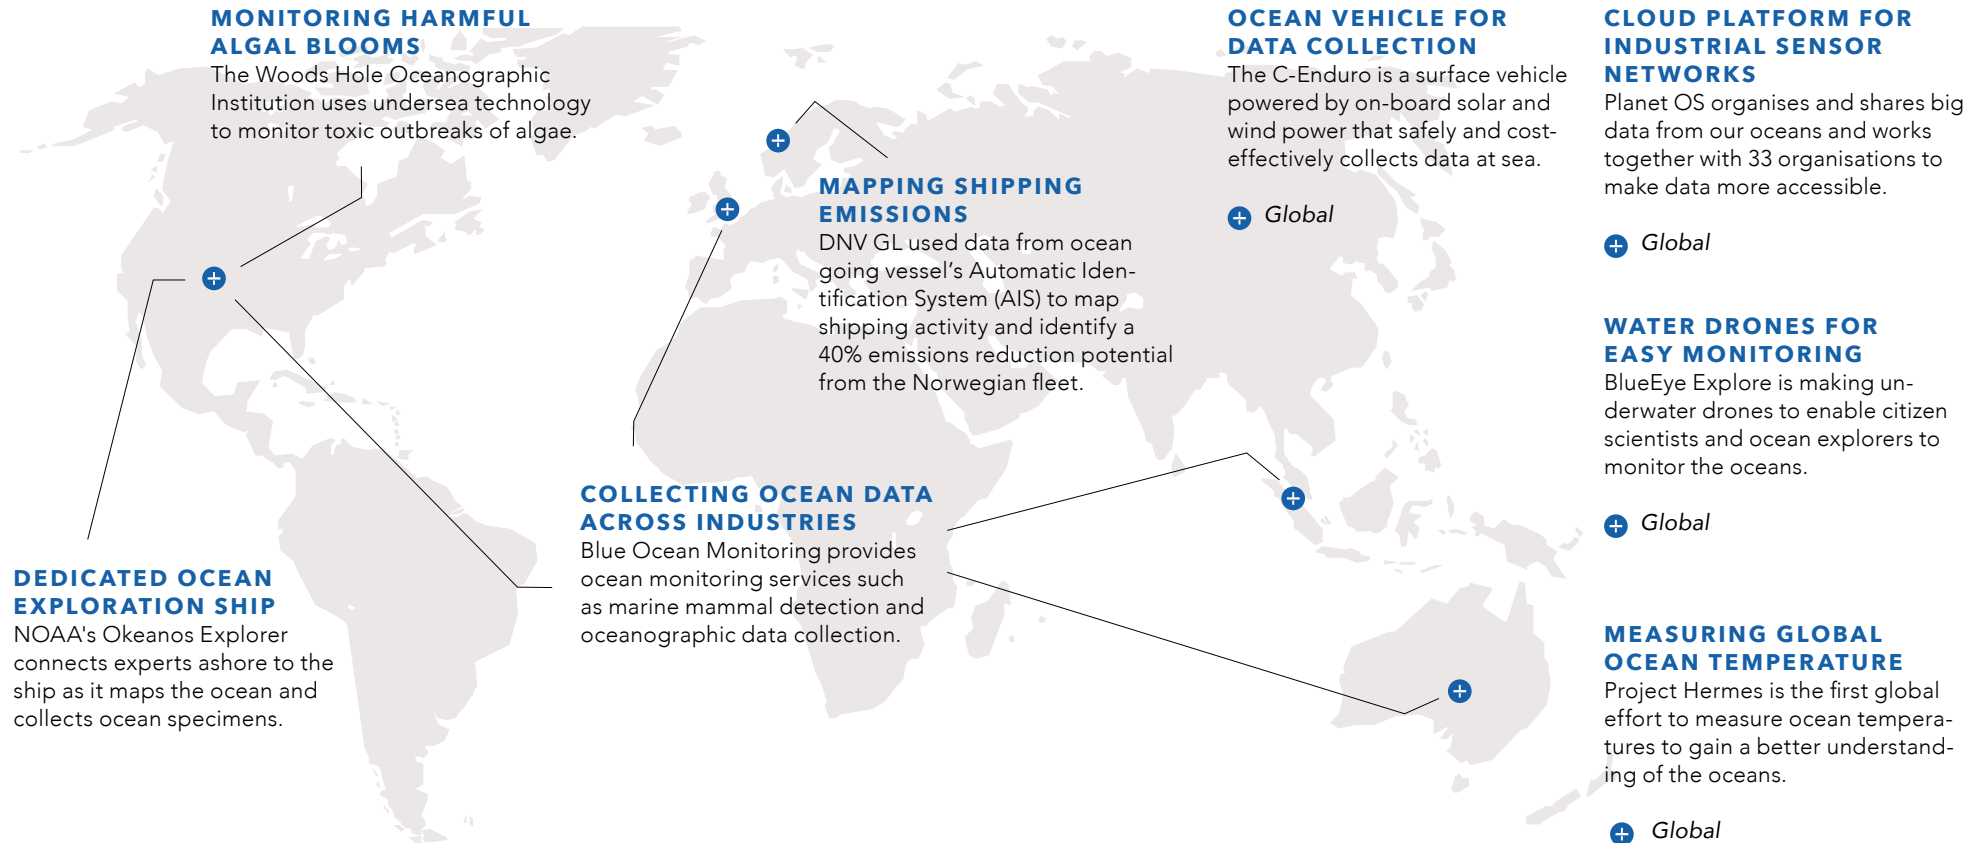 MONITORING HARMFUL
ALGAL BLOOMS
The Woods Hole Oceanographic
Institution uses undersea technology
to monitor toxic outbreaks of algae.
MAPPING SHIPPING
EMISSIONS
DNV GL used data from ocean
going vessel's Automatic Iden-
tification System (AIS) to map
shipping activity and identify a
40% emissions reduction potential
from the Norwegian fleet.
OCEAN VEHICLE FOR
DATA COLLECTION
The C-Enduro is a surface vehicle
powered by on-board solar and
wind power that safely and cost-
effectively collects data at sea.
Global
CLOUD PLATFORM FOR
INDUSTRIAL SENSOR
NETWORKS
Planet OS organises and shares big
data from our oceans and works
together with 33 organisations to
make data more accessible.
Global
WATER DRONES FOR
EASY MONITORING
BlueEye Explore is making un-
derwater drones to enable citizen
scientists and ocean explorers to
monitor the oceans.
Global
DEDICATED OCEAN
EXPLORATION SHIP
NOAA's Okeanos Explorer
connects experts ashore to the
ship as it maps the ocean and
collects ocean specimens.
COLLECTING OCEAN DATA
ACROSS INDUSTRIES
Blue Ocean Monitoring provides
ocean monitoring services such
as marine mammal detection and
oceanographic data collection.
MEASURING GLOBAL
OCEAN TEMPERATURE
Project Hermes is the first global
effort to measure ocean tempera-
tures to gain a better understand-
ing of the oceans.
Global